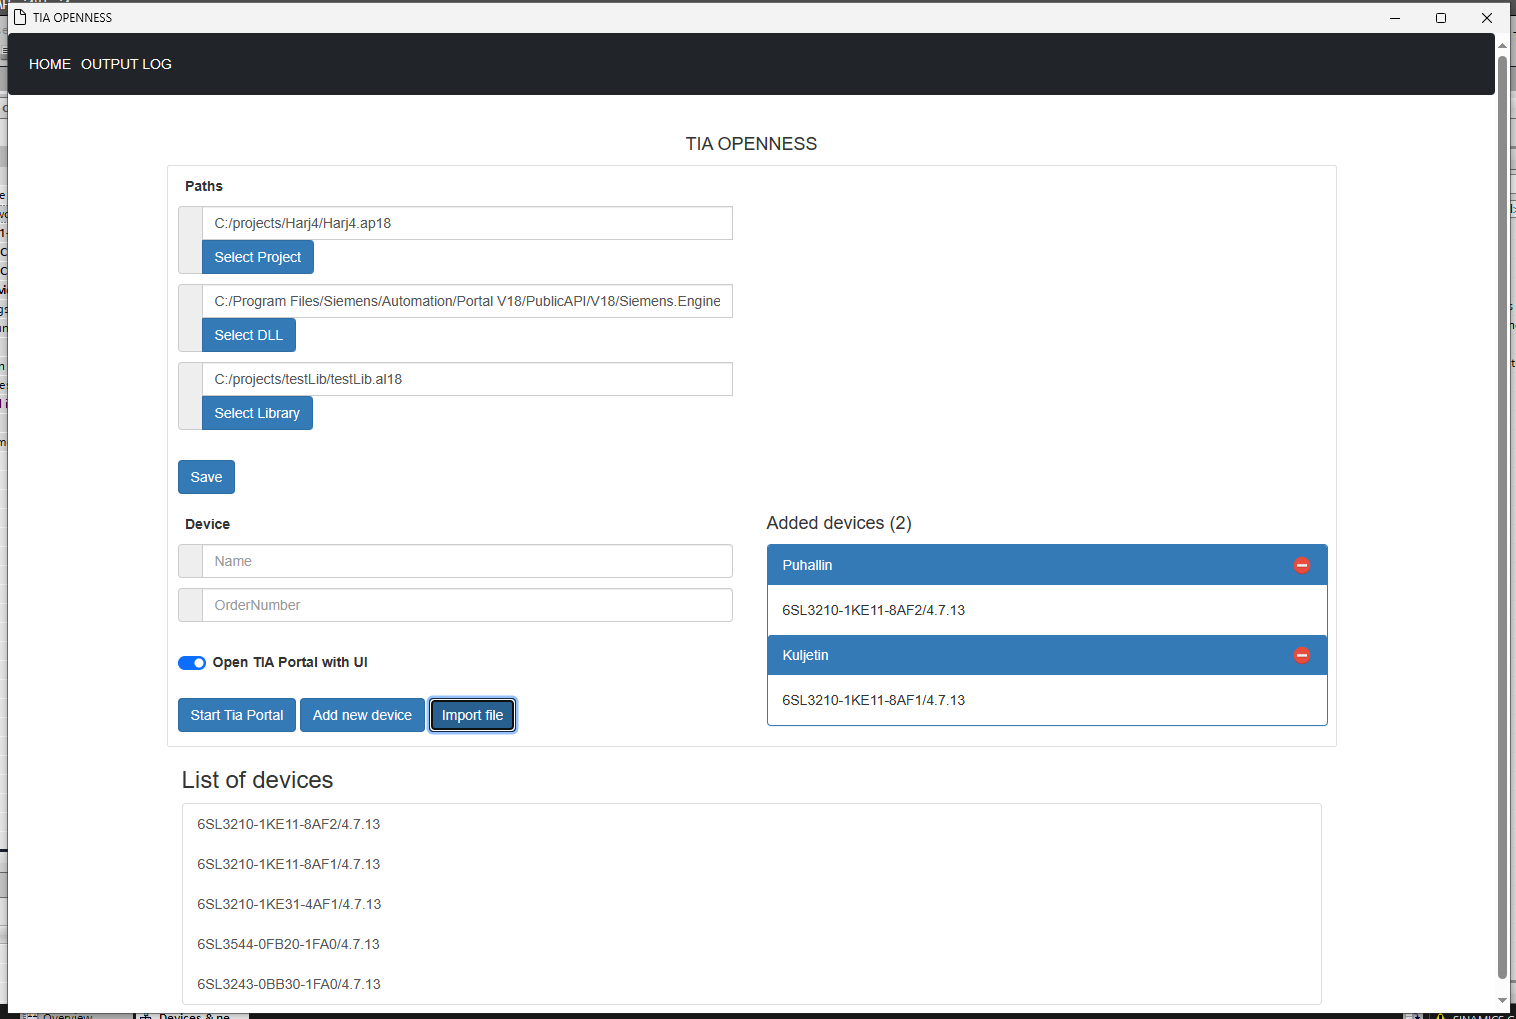 TIA OPENNESS
HOME OUTPUT LOG
TIA OPENNESS
Paths
C:/projects/Harj4/Harj4.ap18
Select Project
C:/Program Files/Siemens/Automation/Portal V18/PublicAPI/V18/Siemens.Engine
Select DLL
C:/projects/testLib/testLib.al18
Select Library
Save
Device
Name
OrderNumber
Open TIA Portal with UI
Start Tia Portal
Add new device
Import file
Added devices (2)
Puhallin
6SL3210-1KE11-8AF2/4.7.13
Kuljetin
6SL3210-1KE11-8AF1/4.7.13
List of devices
6SL3210-1KE11-8AF2/4.7.13
6SL3210-1KE11-8AF1/4.7.13
6SL3210-1KE31-4AF1/4.7.13
6SL3544-0FB20-1FA0/4.7.13
6SL3243-0BB30-1FA0/4.7.13
Overview
Devices & ne
SINAMICS G